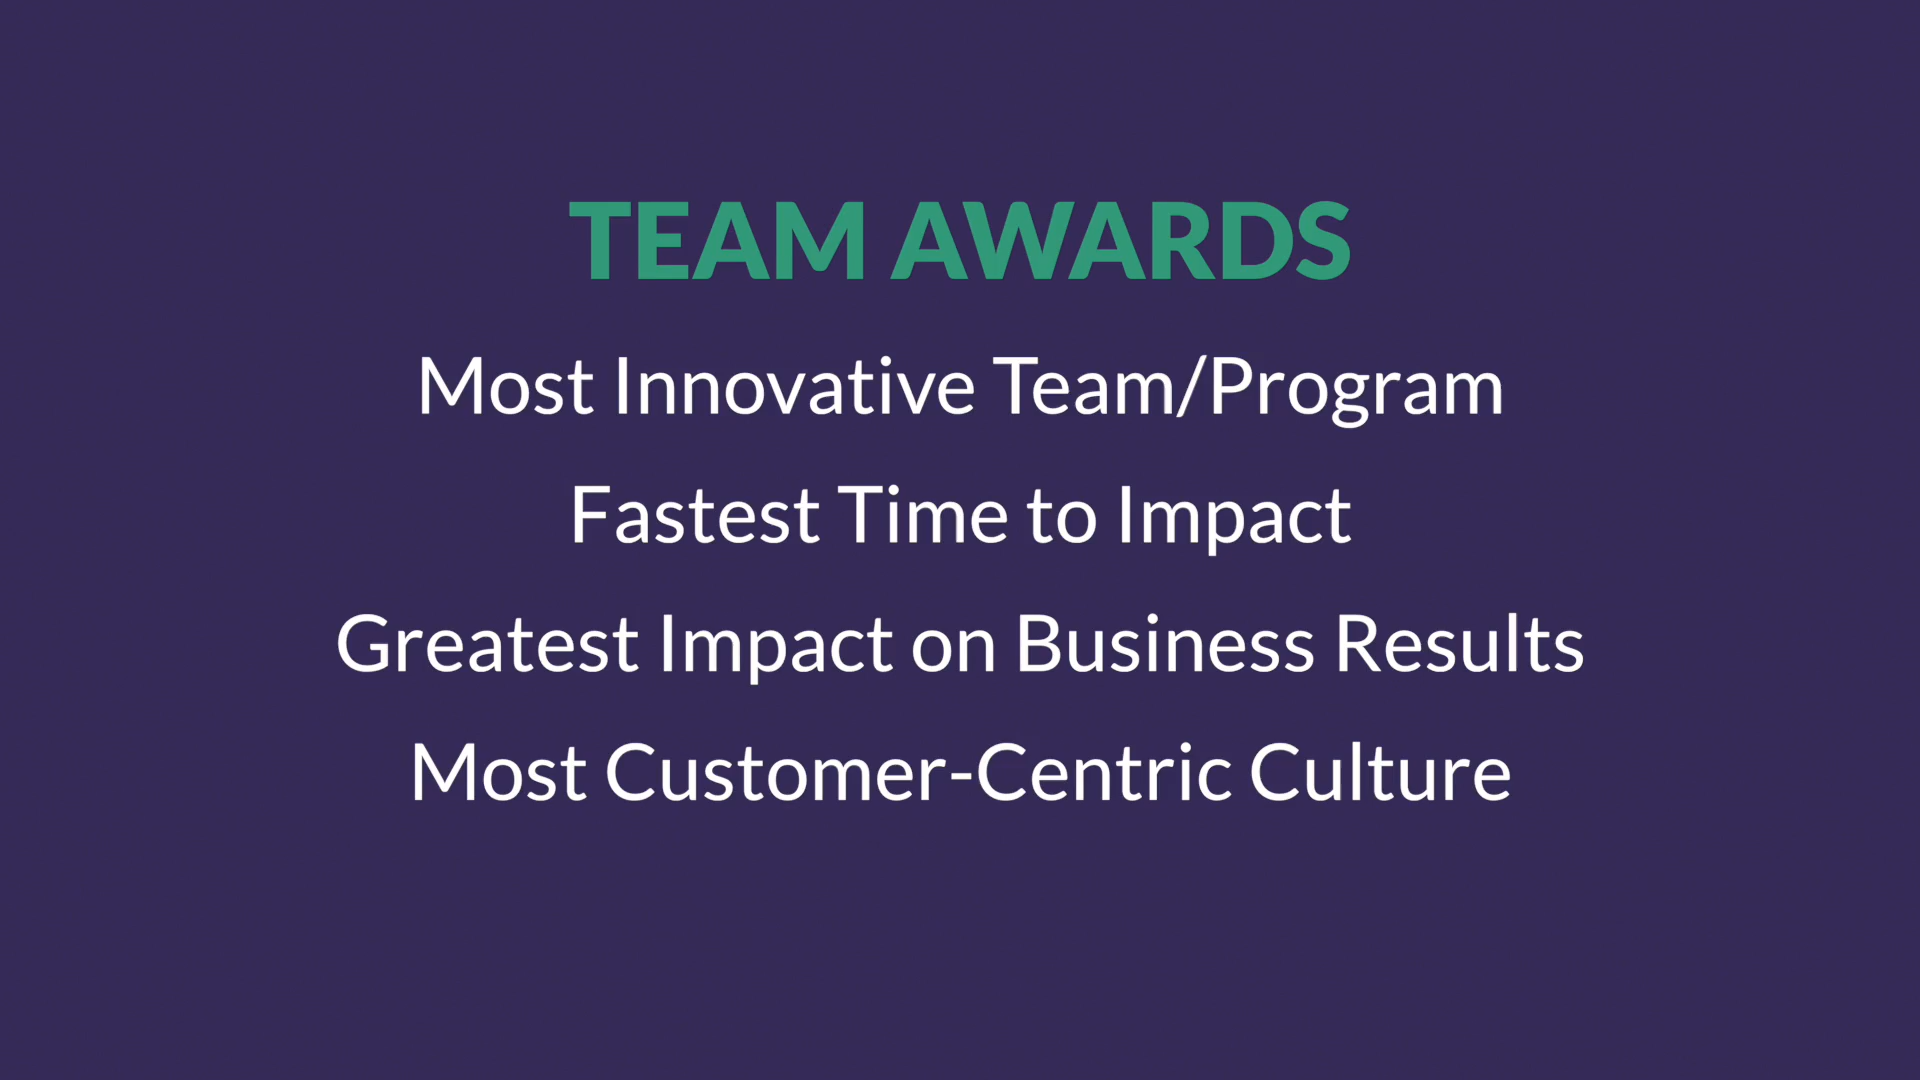 TEAM AWARDS
Most Innovative Team/Program
Fastest Time to Impact
Greatest Impact on Business Results
Most Customer-Centric Culture